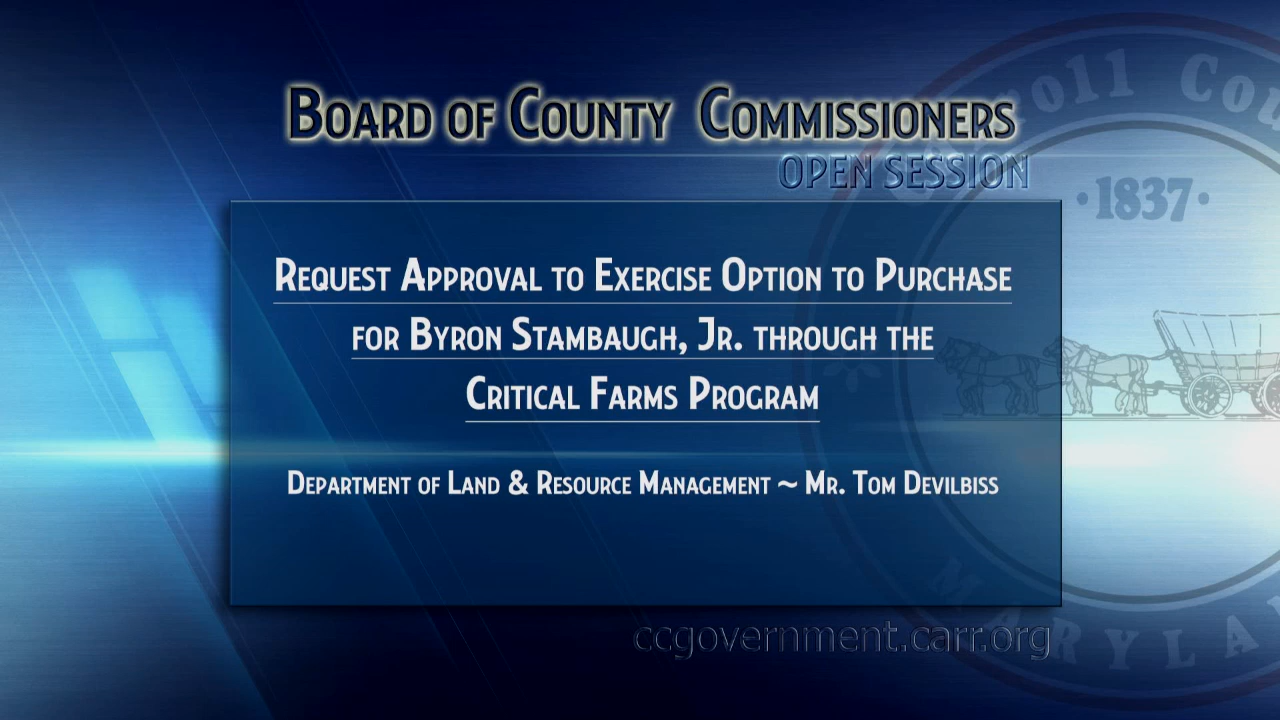 Board of County Commissioners
OPEN SESSION
·1837·
Request Approval to Exercise Option to Purchase
for Byron Stambaugh, Jr. through the
Critical Farms Program
Department of Land & Resource Management ~ Mr. Tom Devilbiss
ccgovernment.carr.org